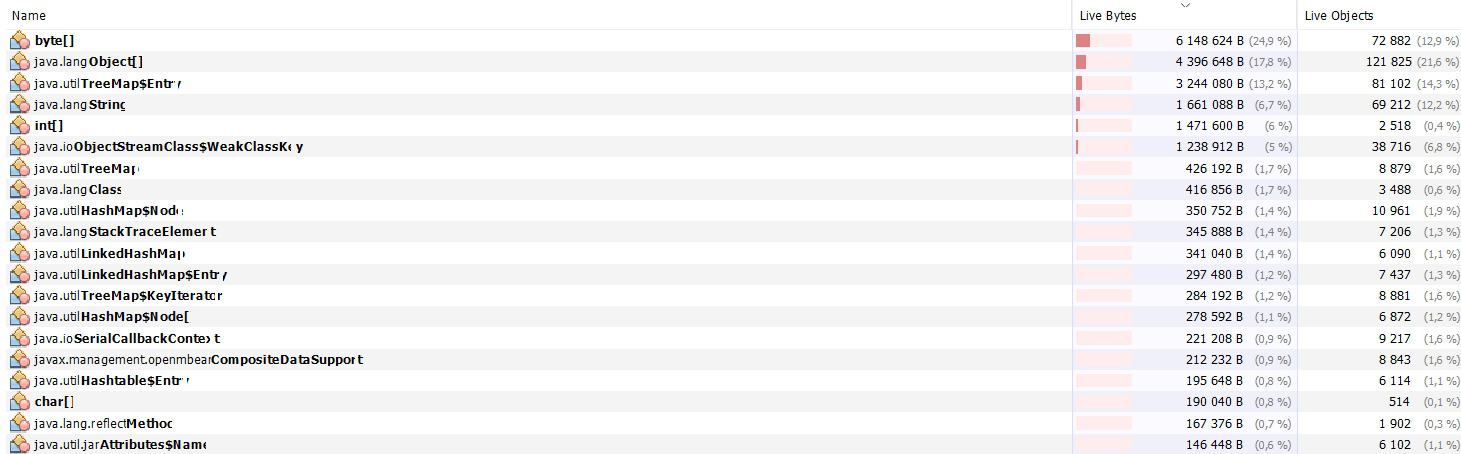 Name Live Bytes Live Objects
byte[] 6 148 624 B (24,9 %) 72 882 (12,9 %)
java.lang.Object[] 4 396 648 B (17,8 %) 121 825 (21,6 %)
java.util.TreeMap$Entry 3 244 080 B (13,2 %) 81 102 (14,3 %)
java.lang.String 1 661 088 B (6,7 %) 69 212 (12,2 %)
int[] 1 471 600 B (6 %) 2 518 (0,4 %)
java.io.ObjectStreamClass$WeakClassKey 1 238 912 B (5 %) 38 716 (6,8 %)
java.util.TreeMap 426 192 B (1,7 %) 8 879 (1,6 %)
java.lang.Class 416 856 B (1,7 %) 3 488 (0,6 %)
java.util.HashMap$Node 350 752 B (1,4 %) 10 961 (1,9 %)
java.lang.StackTraceElement 345 888 B (1,4 %) 7 206 (1,3 %)
java.util.LinkedHashMap 341 040 B (1,4 %) 6 090 (1,1 %)
java.util.LinkedHashMap$Entry 297 480 B (1,2 %) 7 437 (1,3 %)
java.util.TreeMap$KeyIterator 284 192 B (1,2 %) 8 881 (1,6 %)
java.util.HashMap$Node[ 278 592 B (1,1 %) 6 872 (1,2 %)
java.io.SerialCallbackContext 221 208 B (0,9 %) 9 217 (1,6 %)
javax.management.openmbean.CompositeDataSupport 212 232 B (0,9 %) 8 843 (1,6 %)
java.util.Hashtable$Entry 195 648 B (0,8 %) 6 114 (1,1 %)
char[] 190 040 B (0,8 %) 514 (0,1 %)
java.lang.reflect.Method 167 376 B (0,7 %) 1 902 (0,3 %)
java.util.jar.Attributes$Name 146 448 B (0,6 %) 6 102 (1,1 %)